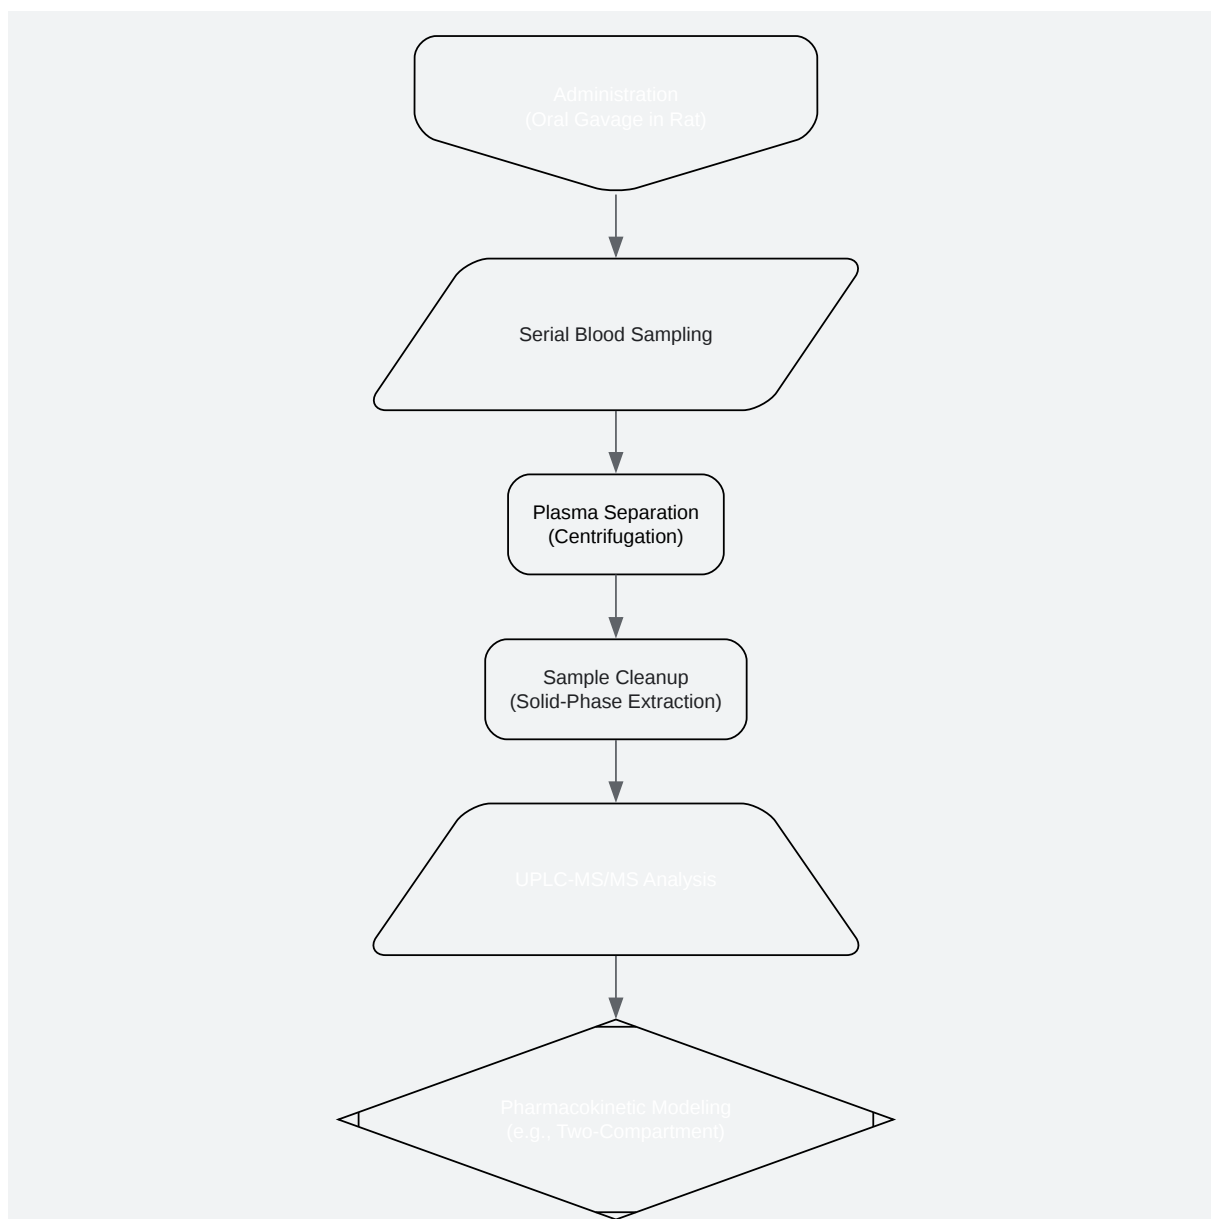 Administration
(Oral Gavage in Rat)
Serial Blood Sampling
Plasma Separation
(Centrifugation)
Sample Cleanup
(Solid-Phase Extraction)
UPLC-MS/MS Analysis
Pharmacokinetic Modeling
(e.g., Two-Compartment)